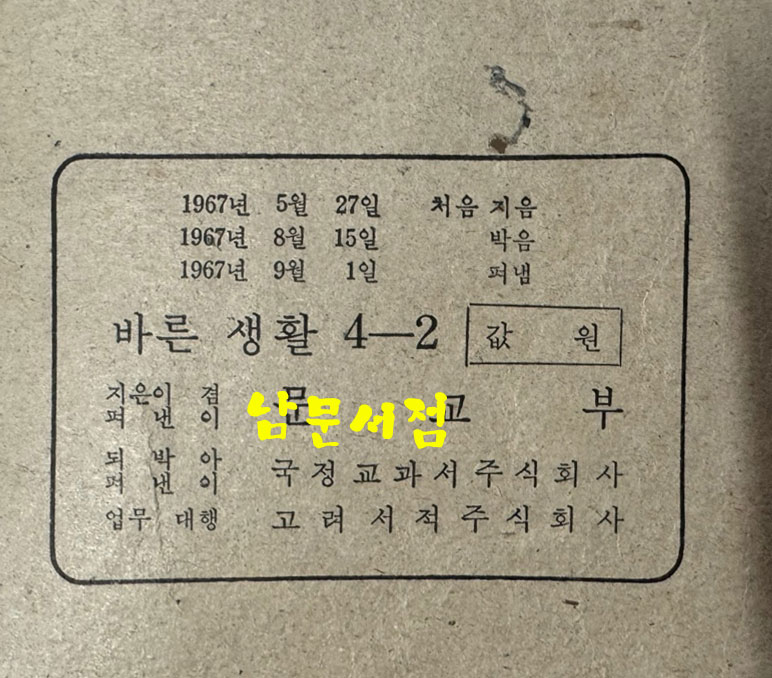 1967년 5월 27일 처음 지음
1967년 8월 15일 박음
1967년 9월 1일 펴냄
바른 생활 4—2 값 원
지은이 겸
펴 낸 이 문 교 부
남문서점
되 박 아
펴 낸 이 국정교과서주식회사
업무 대행 고려서적주식회사